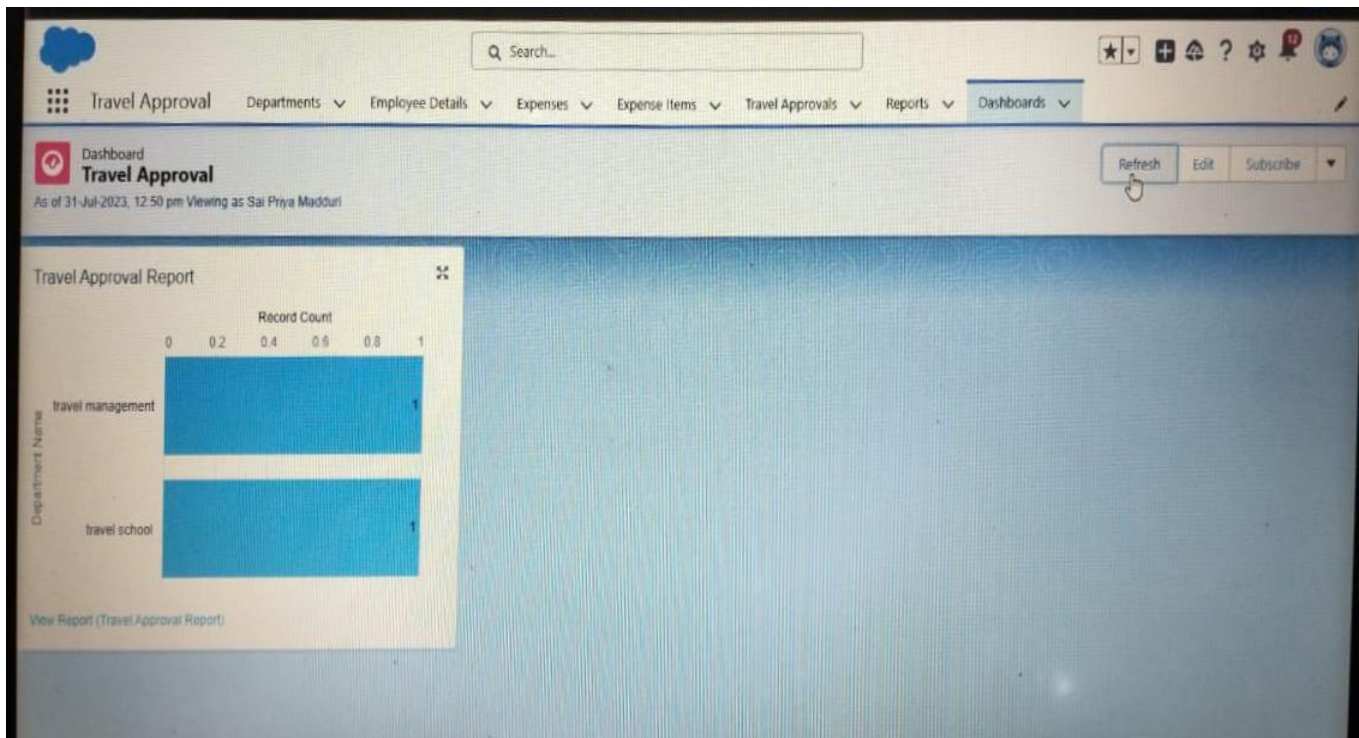 Search...
12
Travel Approval Departments Employee Details Expenses Expense Items Travel Approvals Reports Dashboards
Dashboard
Travel Approval
As of 31-Jul-2023, 12:50 pm Viewing as Sai Priya Madduri
Refresh Edit Subscribe
Travel Approval Report
Record Count
0 0.2 0.4 0.6 0.8 1
Department Name
travel management 1
travel school 1
View Report (Travel Approval Report)